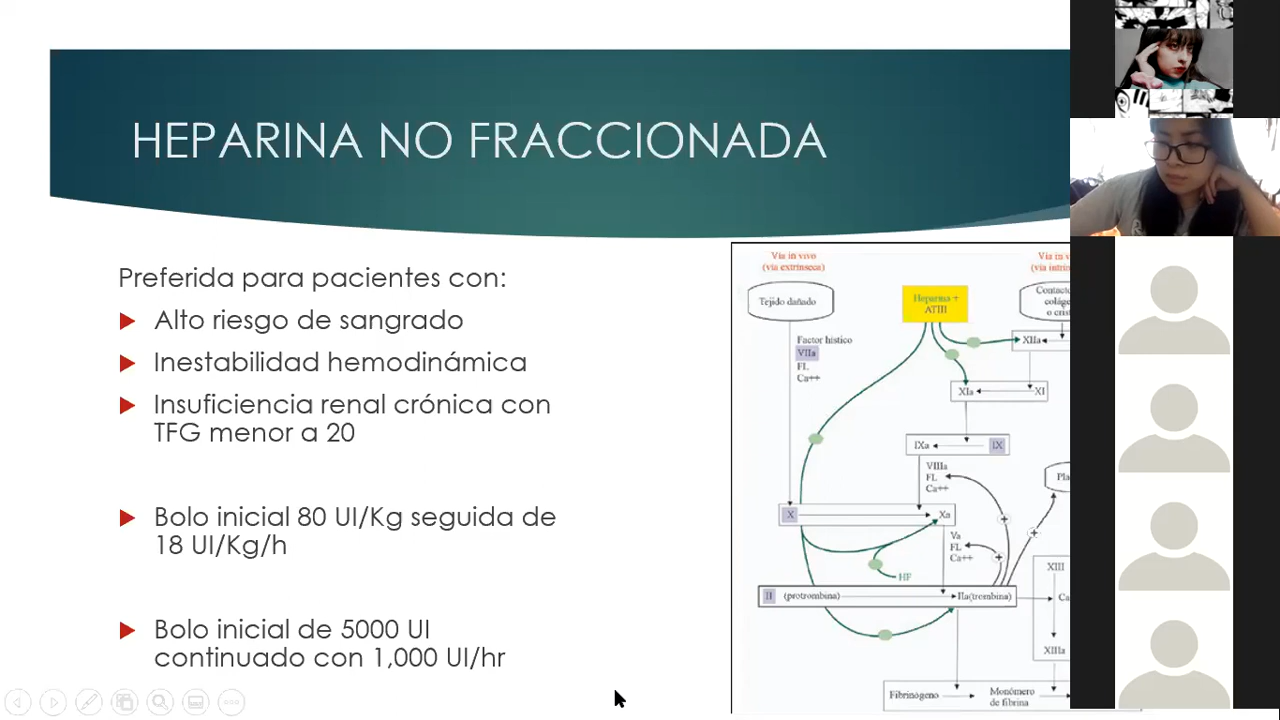 HEPARINA NO FRACCIONADA
Preferida para pacientes con:
Alto riesgo de sangrado
Inestabilidad hemodinámica
Insuficiencia renal crónica con
TFG menor a 20
Bolo inicial 80 UI/Kg seguida de
18 UI/Kg/h
Bolo inicial de 5000 UI
continuado con 1,000 UI/hr
Vía in vivo
(vía extrínseca)
Vía in
(vía
Tejido dañado
Heparina +
ATIII
o
Factor hístico
VIIa
FL
Ca++
XIIa
XIa
XI
IXa
IX
VIIIa
FL
Ca++
X
Xa
Va
FL
Ca++
HF
XIII
II
(protrombina)
IIa(trombina)
XIIIa
Fibrinógeno
Monómero
de fibrina